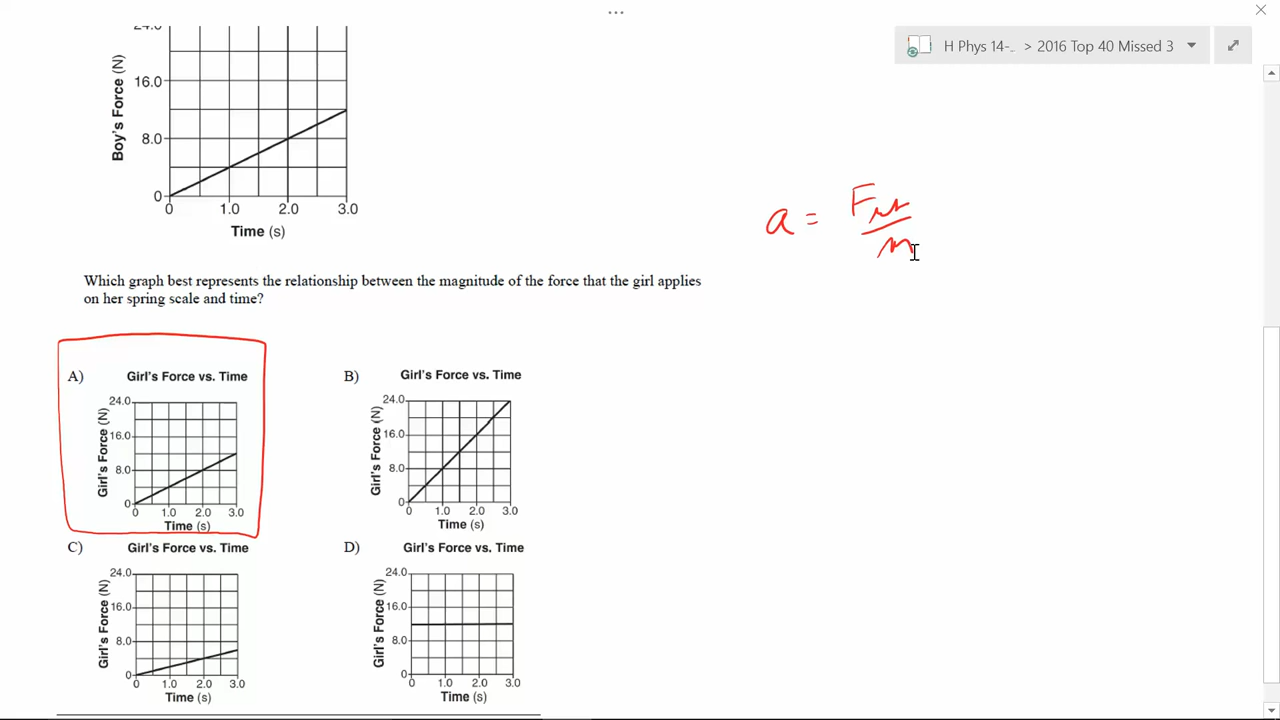 ...
H Phys 14-.. > 2016 Top 40 Missed 3
24.0
16.0
8.0
0
Boy's Force (N)
0 1.0 2.0 3.0
Time (s)
a = Fnet
m
Which graph best represents the relationship between the magnitude of the force that the girl applies
on her spring scale and time?
A) Girl's Force vs. Time
24.0
16.0
8.0
0
Girl's Force (N)
0 1.0 2.0 3.0
Time (s)
B) Girl's Force vs. Time
24.0
16.0
8.0
0
Girl's Force (N)
0 1.0 2.0 3.0
Time (s)
C) Girl's Force vs. Time
24.0
16.0
8.0
0
Girl's Force (N)
0 1.0 2.0 3.0
Time (s)
D) Girl's Force vs. Time
24.0
16.0
8.0
0
Girl's Force (N)
0 1.0 2.0 3.0
Time (s)